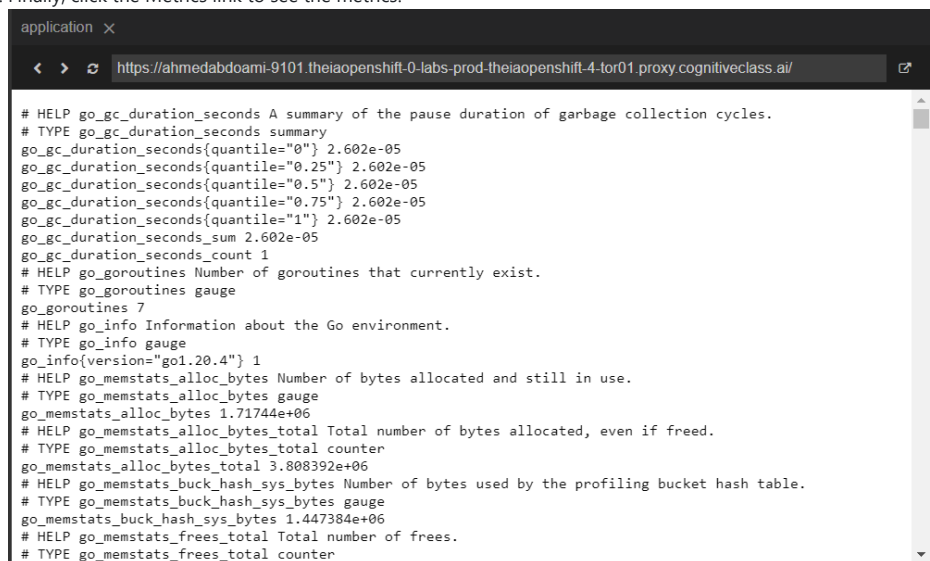 Finally, click the Metrics link to see the metrics.
application ×
https://ahmedabdoami-9101.theiaopenshift-0-labs-prod-theiaopenshift-4-tor01.proxy.cognitiveclass.ai/
# HELP go_gc_duration_seconds A summary of the pause duration of garbage collection cycles.
# TYPE go_gc_duration_seconds summary
go_gc_duration_seconds{quantile="0"} 2.602e-05
go_gc_duration_seconds{quantile="0.25"} 2.602e-05
go_gc_duration_seconds{quantile="0.5"} 2.602e-05
go_gc_duration_seconds{quantile="0.75"} 2.602e-05
go_gc_duration_seconds{quantile="1"} 2.602e-05
go_gc_duration_seconds_sum 2.602e-05
go_gc_duration_seconds_count 1
# HELP go_goroutines Number of goroutines that currently exist.
# TYPE go_goroutines gauge
go_goroutines 7
# HELP go_info Information about the Go environment.
# TYPE go_info gauge
go_info{version="go1.20.4"} 1
# HELP go_memstats_alloc_bytes Number of bytes allocated and still in use.
# TYPE go_memstats_alloc_bytes gauge
go_memstats_alloc_bytes 1.71744e+06
# HELP go_memstats_alloc_bytes_total Total number of bytes allocated, even if freed.
# TYPE go_memstats_alloc_bytes_total counter
go_memstats_alloc_bytes_total 3.808392e+06
# HELP go_memstats_buck_hash_sys_bytes Number of bytes used by the profiling bucket hash table.
# TYPE go_memstats_buck_hash_sys_bytes gauge
go_memstats_buck_hash_sys_bytes 1.447384e+06
# HELP go_memstats_frees_total Total number of frees.
# TYPE go_memstats_frees_total counter